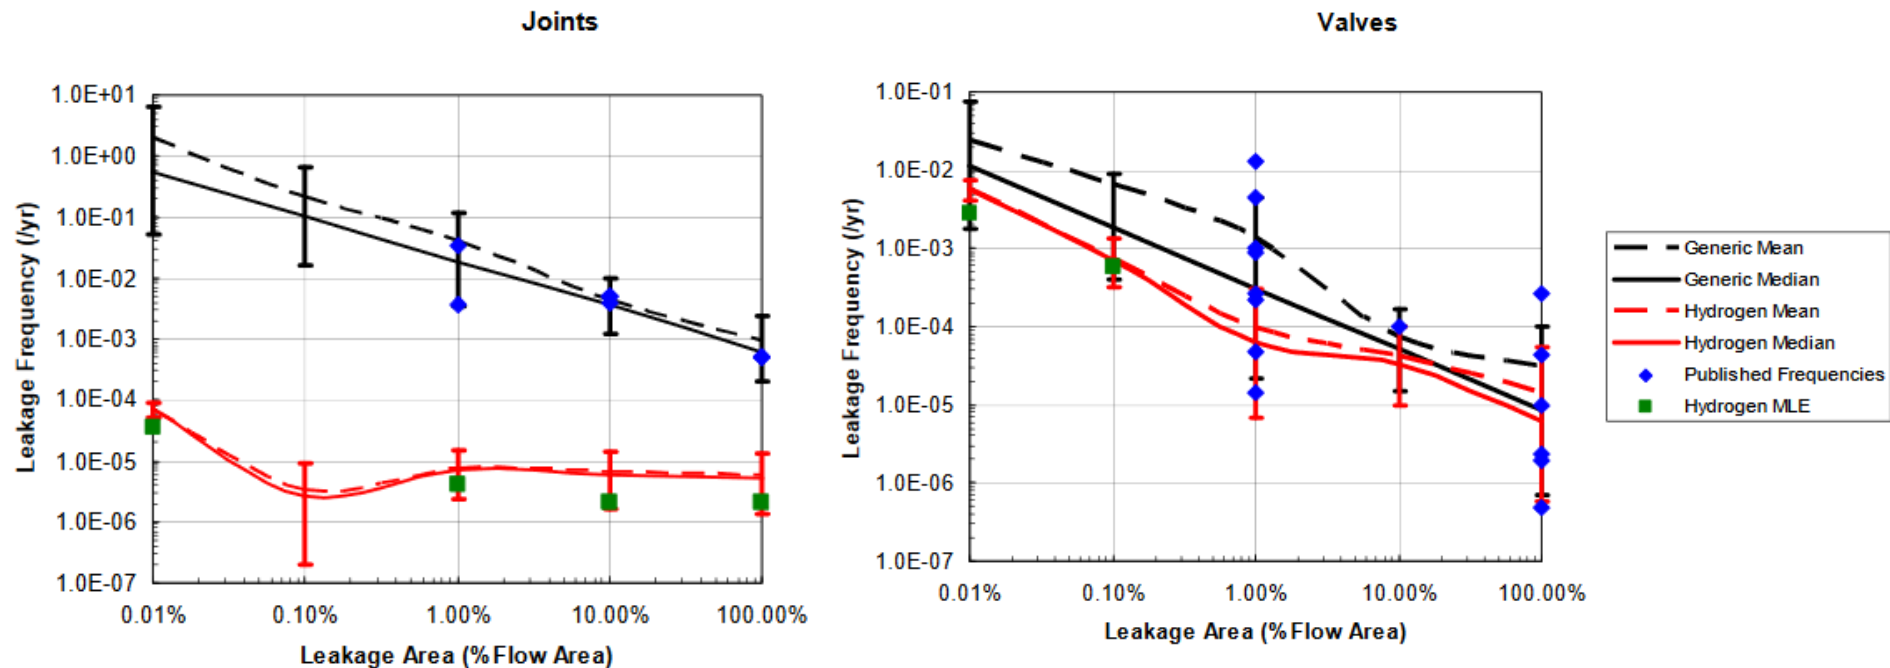 Joints
1.0E+01
1.0E+00
1.0E-01
1.0E-02
1.0E-03
1.0E-04
1.0E-05
1.0E-06
1.0E-07
Leakage Frequency (/yr)
0.01% 0.10% 1.00% 10.00% 100.00%
Leakage Area (%Flow Area)
Valves
1.0E-01
1.0E-02
1.0E-03
1.0E-04
1.0E-05
1.0E-06
1.0E-07
Leakage Frequency (/yr)
0.01% 0.10% 1.00% 10.00% 100.00%
Leakage Area (%Flow Area)
Generic Mean
Generic Median
Hydrogen Mean
Hydrogen Median
Published Frequencies
Hydrogen MLE